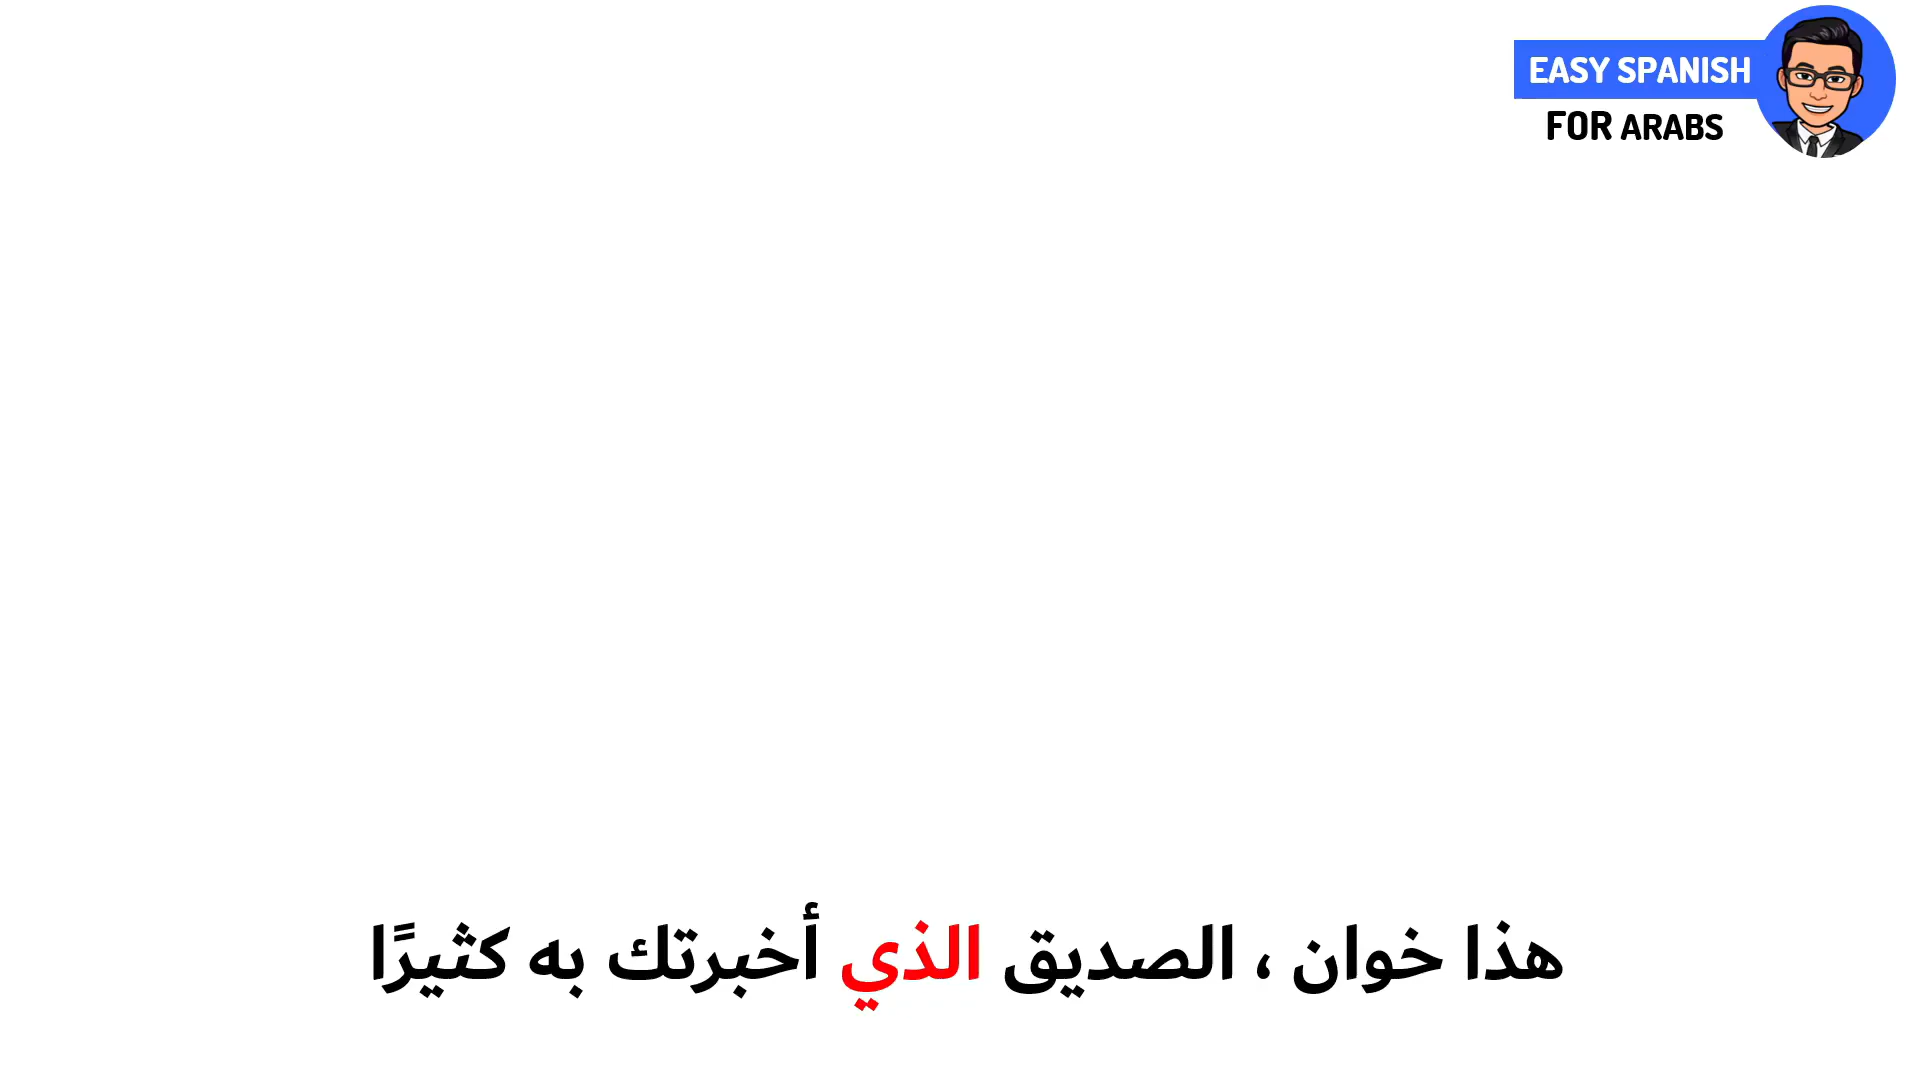 EASY SPANISH
FOR ARABS
هذا خوان ، الصديق الذي أخبرتك به كثيرًا